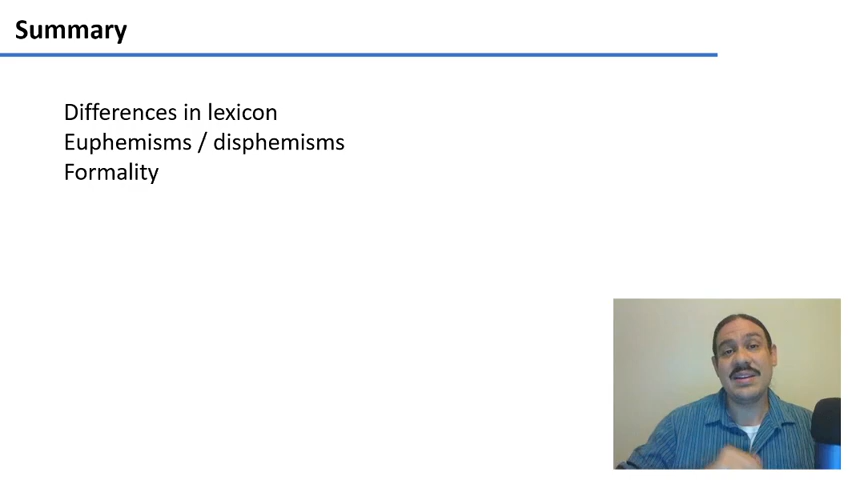 Summary
Differences in lexicon
Euphemisms / disphemisms
Formality